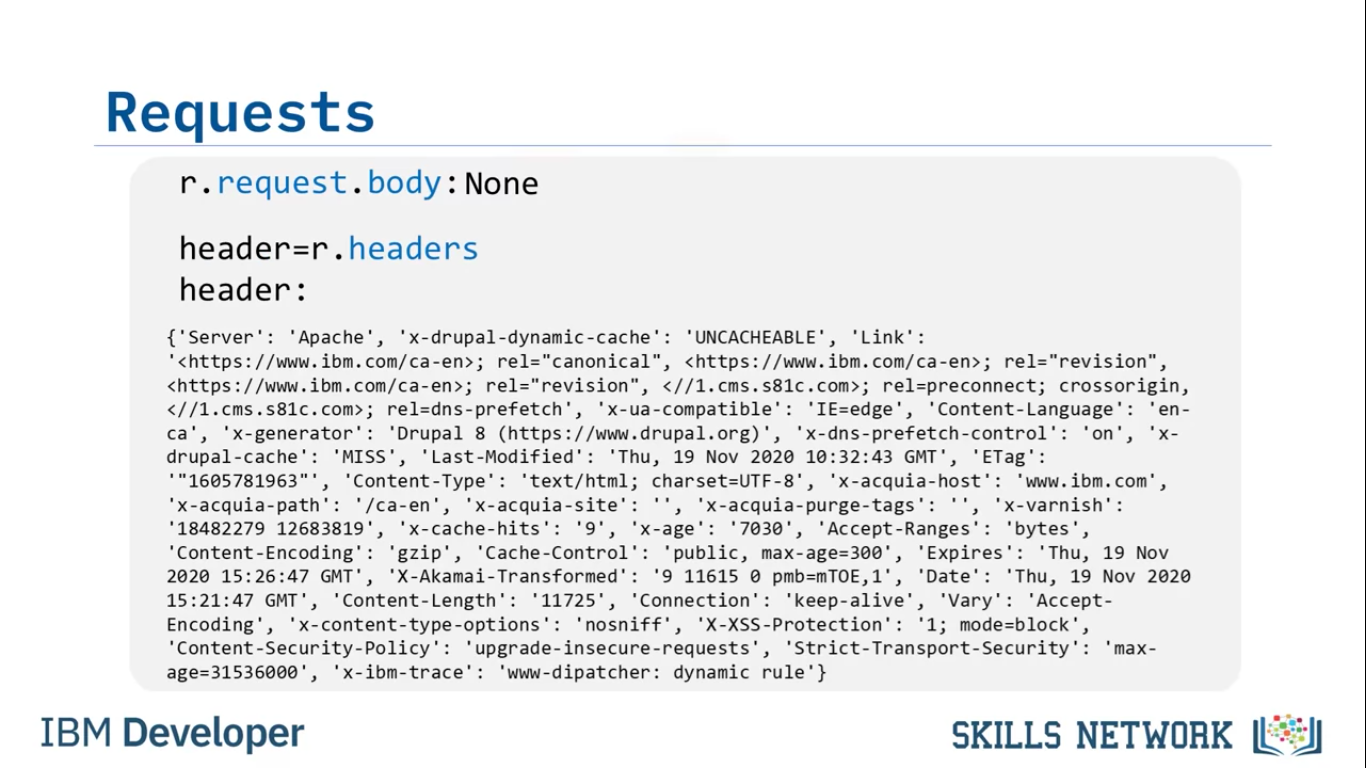 Requests
r.request.body:None
header=r.headers
header:
{'Server': 'Apache', 'x-drupal-dynamic-cache': 'UNCACHEABLE', 'Link':
'<https://www.ibm.com/ca-en>; rel="canonical", <https://www.ibm.com/ca-en>; rel="revision",
<https://www.ibm.com/ca-en>; rel="revision", <//1.cms.s81c.com>; rel=preconnect; crossorigin,
<//1.cms.s81c.com>; rel=dns-prefetch', 'x-ua-compatible': 'IE=edge', 'Content-Language': 'en-
ca', 'x-generator': 'Drupal 8 (https://www.drupal.org)', 'x-dns-prefetch-control': 'on', 'x-
drupal-cache': 'MISS', 'Last-Modified': 'Thu, 19 Nov 2020 10:32:43 GMT', 'ETag':
'"1605781963"', 'Content-Type': 'text/html; charset=UTF-8', 'x-acquia-host': 'www.ibm.com',
'x-acquia-path': '/ca-en', 'x-acquia-site': '', 'x-acquia-purge-tags': '', 'x-varnish':
'18482279 12683819', 'x-cache-hits': '9', 'x-age': '7030', 'Accept-Ranges': 'bytes',
'Content-Encoding': 'gzip', 'Cache-Control': 'public, max-age=300', 'Expires': 'Thu, 19 Nov
2020 15:26:47 GMT', 'X-Akamai-Transformed': '9 11615 0 pmb=mTOE,1', 'Date': 'Thu, 19 Nov 2020
15:21:47 GMT', 'Content-Length': '11725', 'Connection': 'keep-alive', 'Vary': 'Accept-
Encoding', 'x-content-type-options': 'nosniff', 'X-XSS-Protection': '1; mode=block',
'Content-Security-Policy': 'upgrade-insecure-requests', 'Strict-Transport-Security': 'max-
age=31536000', 'x-ibm-trace': 'www-dipatcher: dynamic rule'}
IBM Developer
SKILLS NETWORK